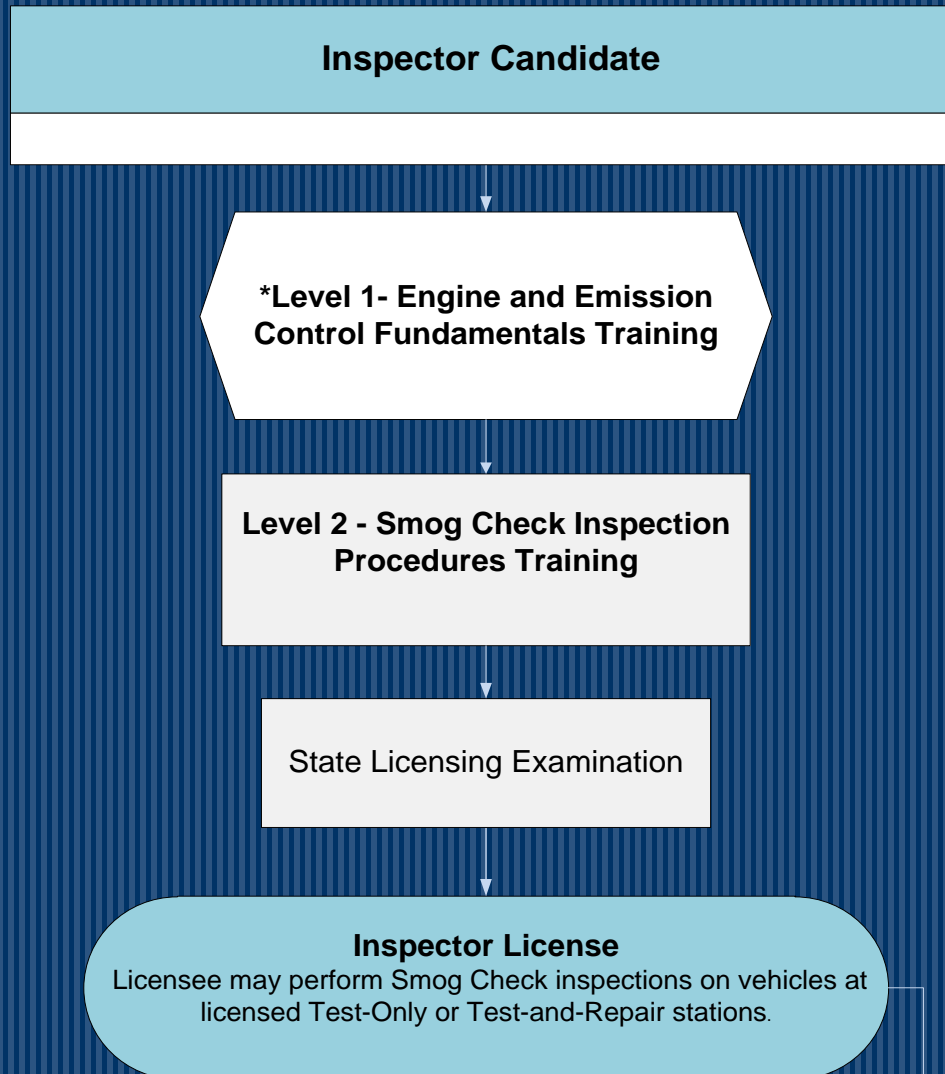 Inspector Candidate
*Level 1- Engine and Emission
Control Fundamentals Training
Level 2 - Smog Check Inspection
Procedures Training
State Licensing Examination
Inspector License
Licensee may perform Smog Check inspections on vehicles at
licensed Test-Only or Test-and-Repair stations.